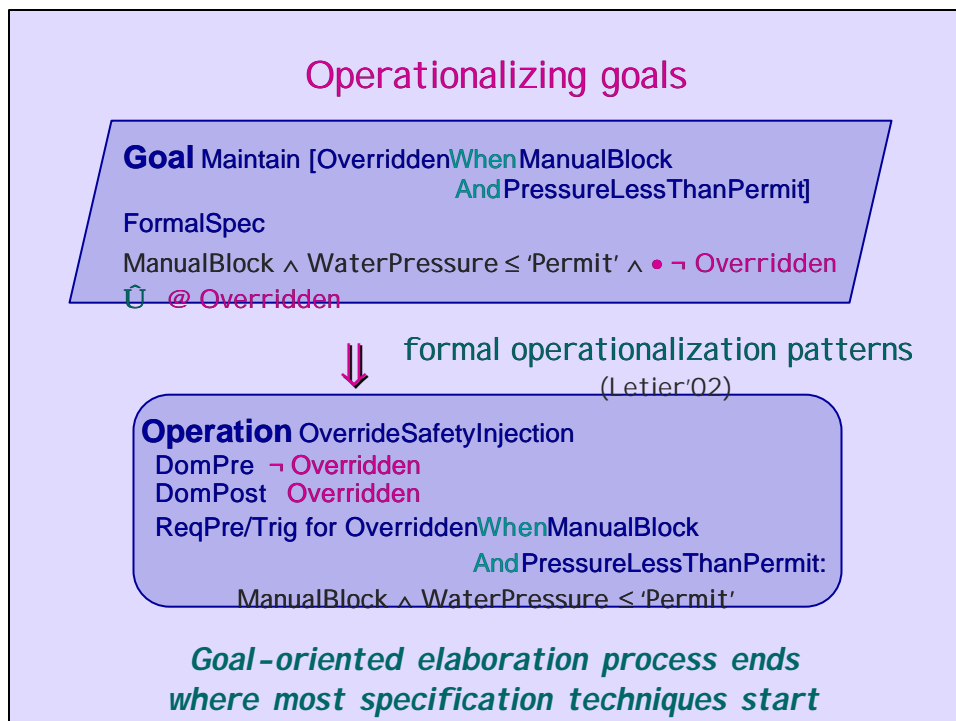 Operationalizing goals
Goal Maintain [OverriddenWhenManualBlock
AndPressureLessThanPermit]
FormalSpec
ManualBlock ∧ WaterPressure ≤ ‘Permit’ ∧ ● ¬ Overridden
Û @ Overridden
⇓ formal operationalization patterns
(Letier’02)
Operation OverrideSafetyInjection
DomPre ¬ Overridden
DomPost Overridden
ReqPre/Trig for OverriddenWhenManualBlock
AndPressureLessThanPermit:
ManualBlock ∧ WaterPressure ≤ ‘Permit’
Goal-oriented elaboration process ends
where most specification techniques start